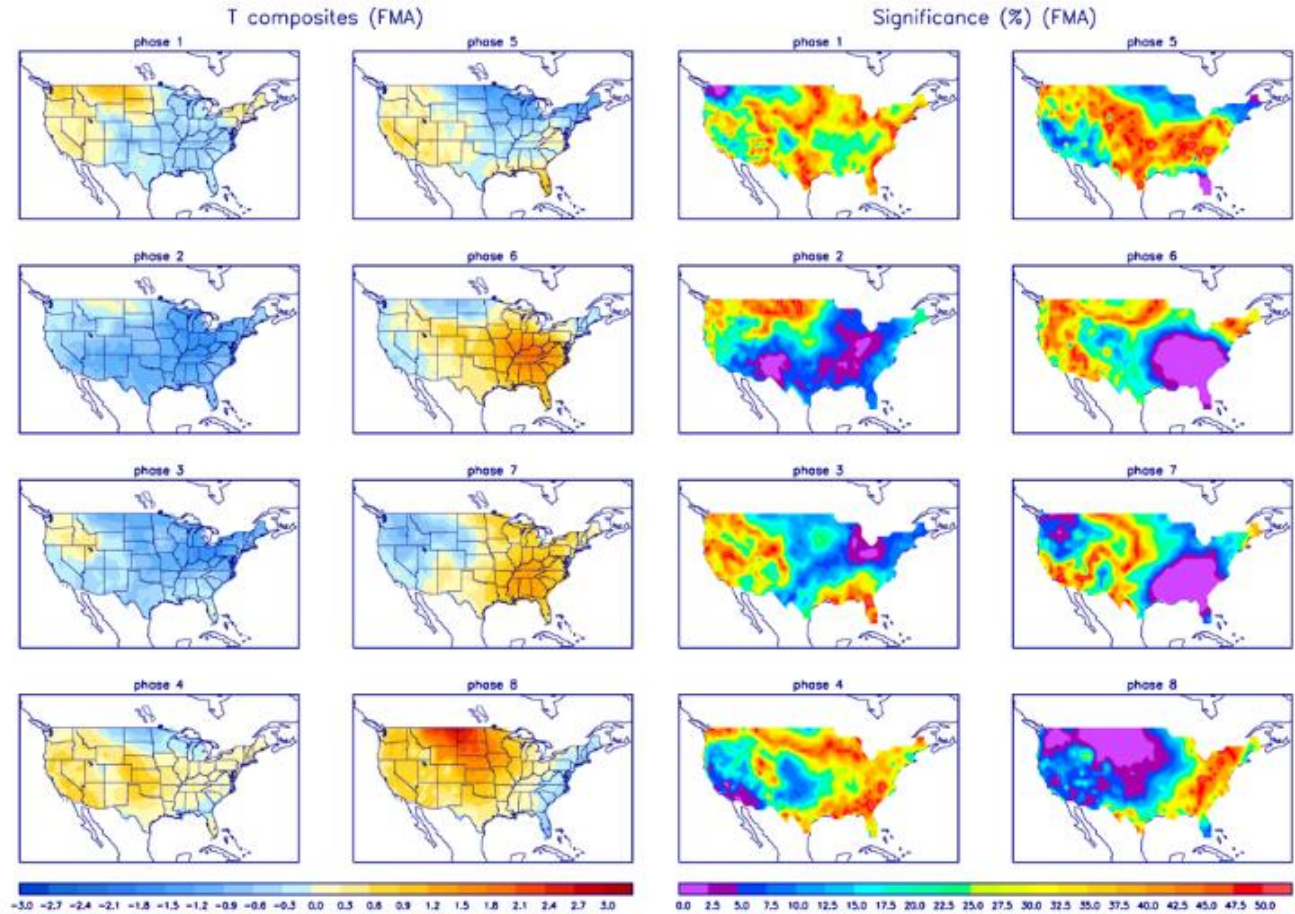 T composites (FMA)
Significance (%) (FMA)
phase 1
phase 5
phase 1
phase 5
phase 2
phase 6
phase 2
phase 6
phase 3
phase 7
phase 3
phase 7
phase 4
phase 8
phase 4
phase 8
-3.0 -2.7 -2.4 -2.1 -1.8 -1.5 -1.2 -0.9 -0.6 -0.3 0.0 0.3 0.6 0.9 1.2 1.5 1.8 2.1 2.4 2.7 3.0
0.0 2.5 5.0 7.5 10.0 12.5 15.0 17.5 20.0 22.5 25.0 27.5 30.0 32.5 35.0 37.5 40.0 42.5 45.0 47.5 50.0